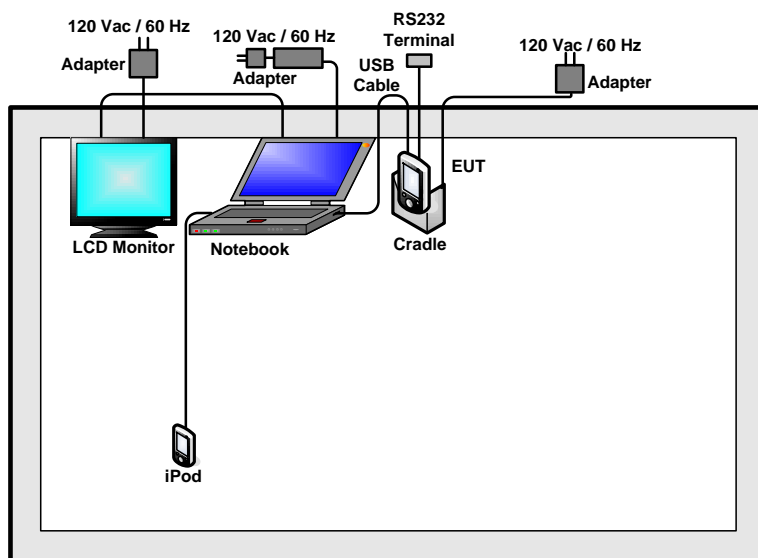 120 Vac / 60 Hz
Adapter
120 Vac / 60 Hz
Adapter
USB
Cable
RS232
Terminal
120 Vac / 60 Hz
Adapter
EUT
LCD Monitor
Notebook
Cradle
iPod